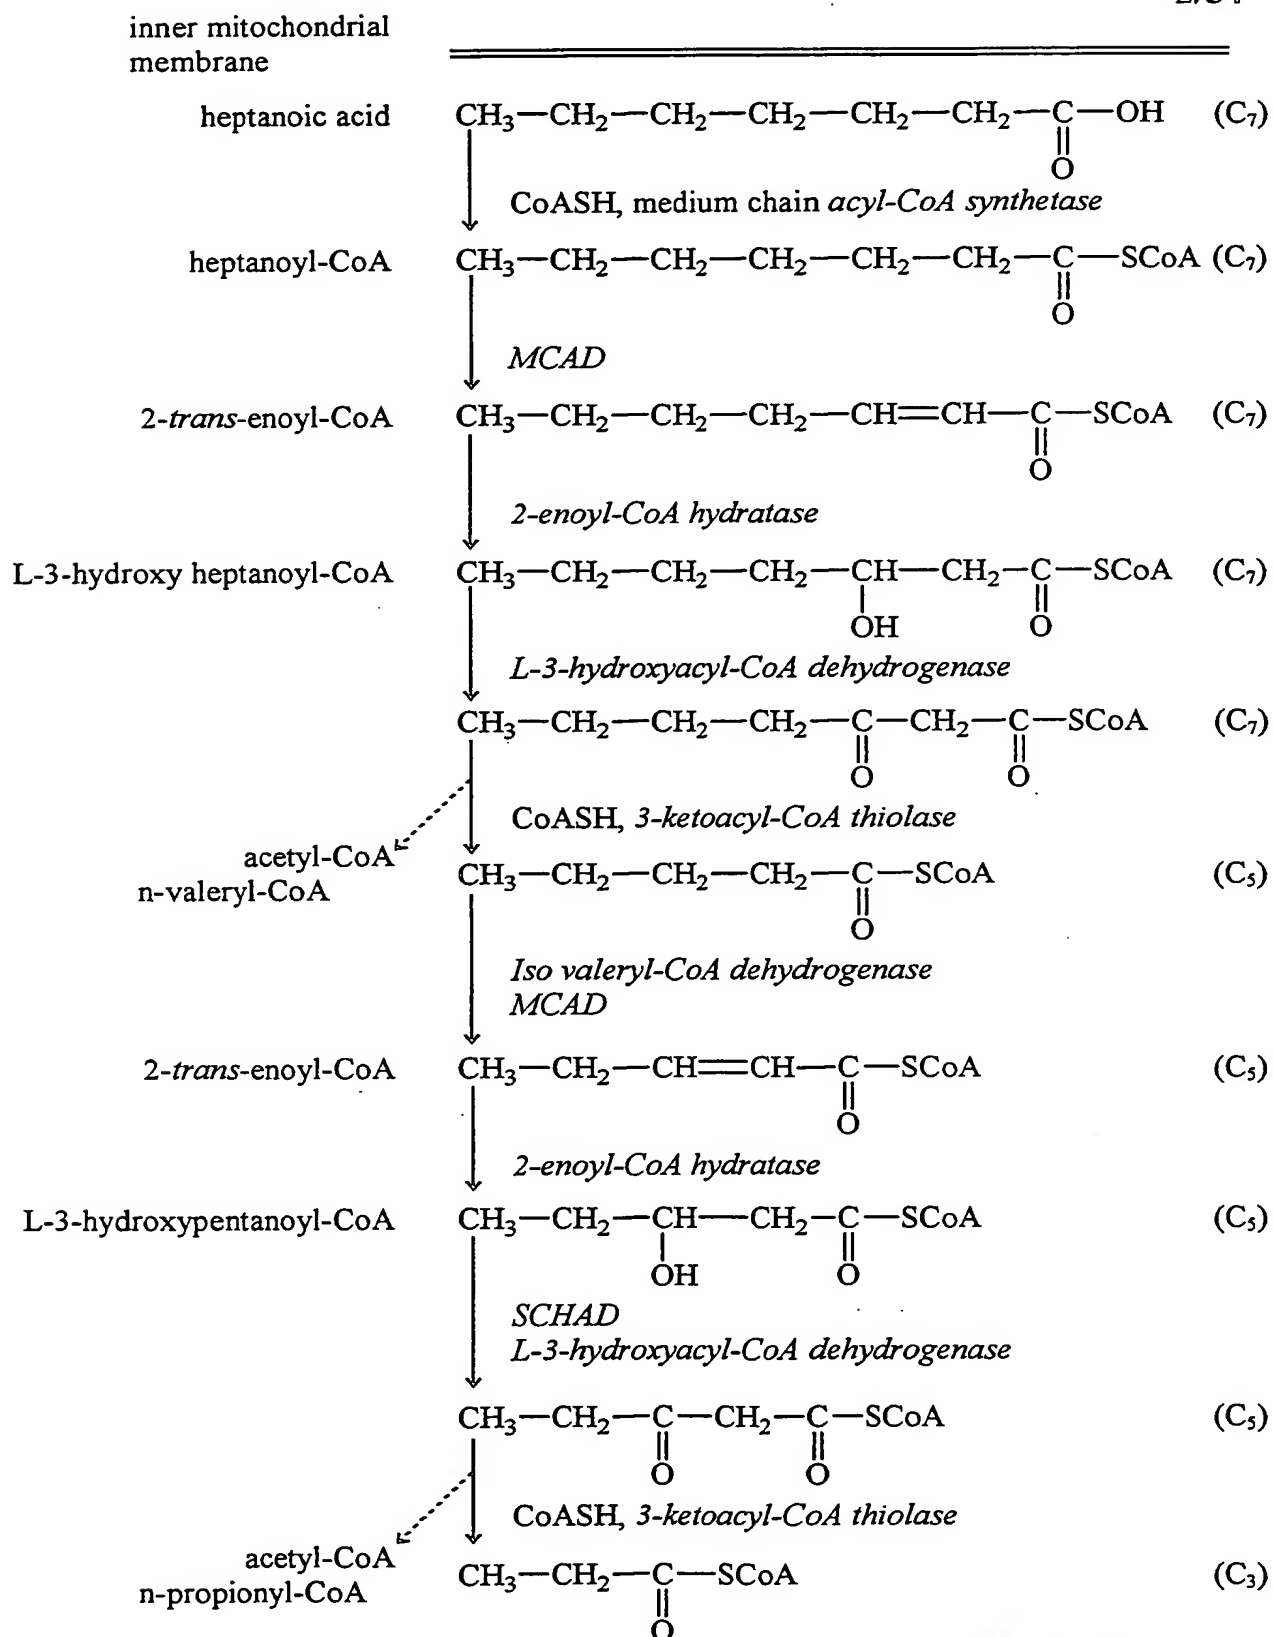 inner mitochondrial
membrane
heptanoic acid CH₃—CH₂—CH₂—CH₂—CH₂—CH₂—C—OH (C₇)
O
CoASH, medium chain acyl-CoA synthetase
heptanoyl-CoA CH₃—CH₂—CH₂—CH₂—CH₂—CH₂—C—SCoA (C₇)
O
MCAD
2-trans-enoyl-CoA CH₃—CH₂—CH₂—CH₂—CH=CH—C—SCoA (C₇)
O
2-enoyl-CoA hydratase
L-3-hydroxy heptanoyl-CoA CH₃—CH₂—CH₂—CH₂—CH—CH₂—C—SCoA (C₇)
OH O
L-3-hydroxyacyl-CoA dehydrogenase
CH₃—CH₂—CH₂—CH₂—C—CH₂—C—SCoA (C₇)
O O
CoASH, 3-ketoacyl-CoA thiolase
acetyl-CoA
n-valeryl-CoA CH₃—CH₂—CH₂—CH₂—C—SCoA (C₅)
O
Iso valeryl-CoA dehydrogenase
MCAD
2-trans-enoyl-CoA CH₃—CH₂—CH=CH—C—SCoA (C₅)
O
2-enoyl-CoA hydratase
L-3-hydroxypentanoyl-CoA CH₃—CH₂—CH—CH₂—C—SCoA (C₅)
OH O
SCHAD
L-3-hydroxyacyl-CoA dehydrogenase
CH₃—CH₂—C—CH₂—C—SCoA (C₅)
O O
CoASH, 3-ketoacyl-CoA thiolase
acetyl-CoA
n-propionyl-CoA CH₃—CH₂—C—SCoA (C₃)
O